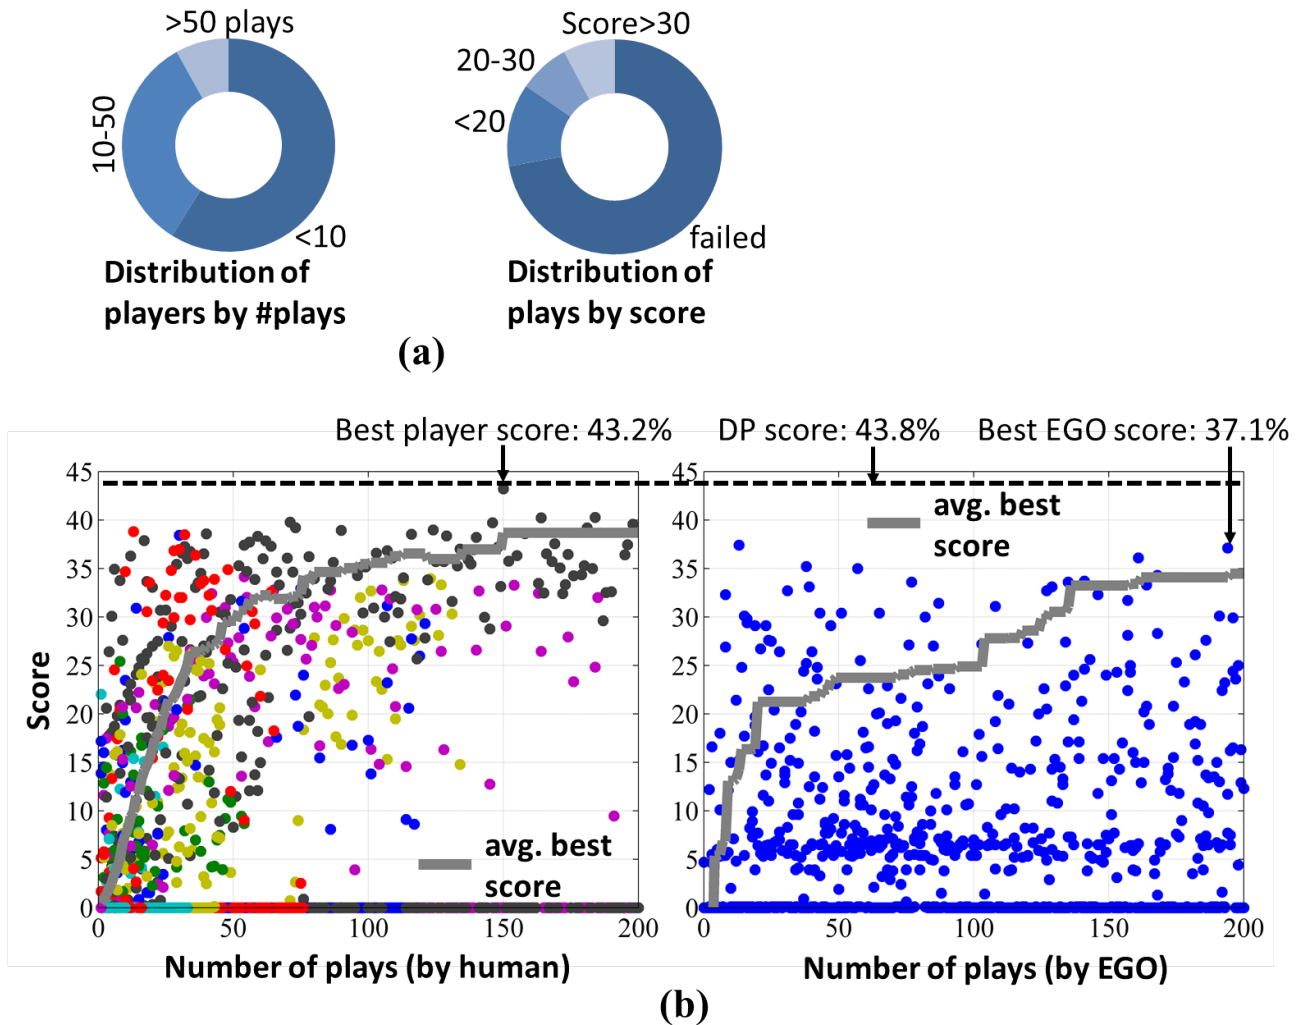 >50 plays
10-50
<10
Distribution of
players by #plays
Score>30
20-30
<20
failed
Distribution of
plays by score
(a)
Best player score: 43.2%
DP score: 43.8%
Best EGO score: 37.1%
45
40
35
30
25
20
15
10
5
0
Score
avg. best
score
0
50
100
150
200
Number of plays (by human)
45
40
35
30
25
20
15
10
5
0
avg. best
score
0
50
100
150
200
Number of plays (by EGO)
(b)